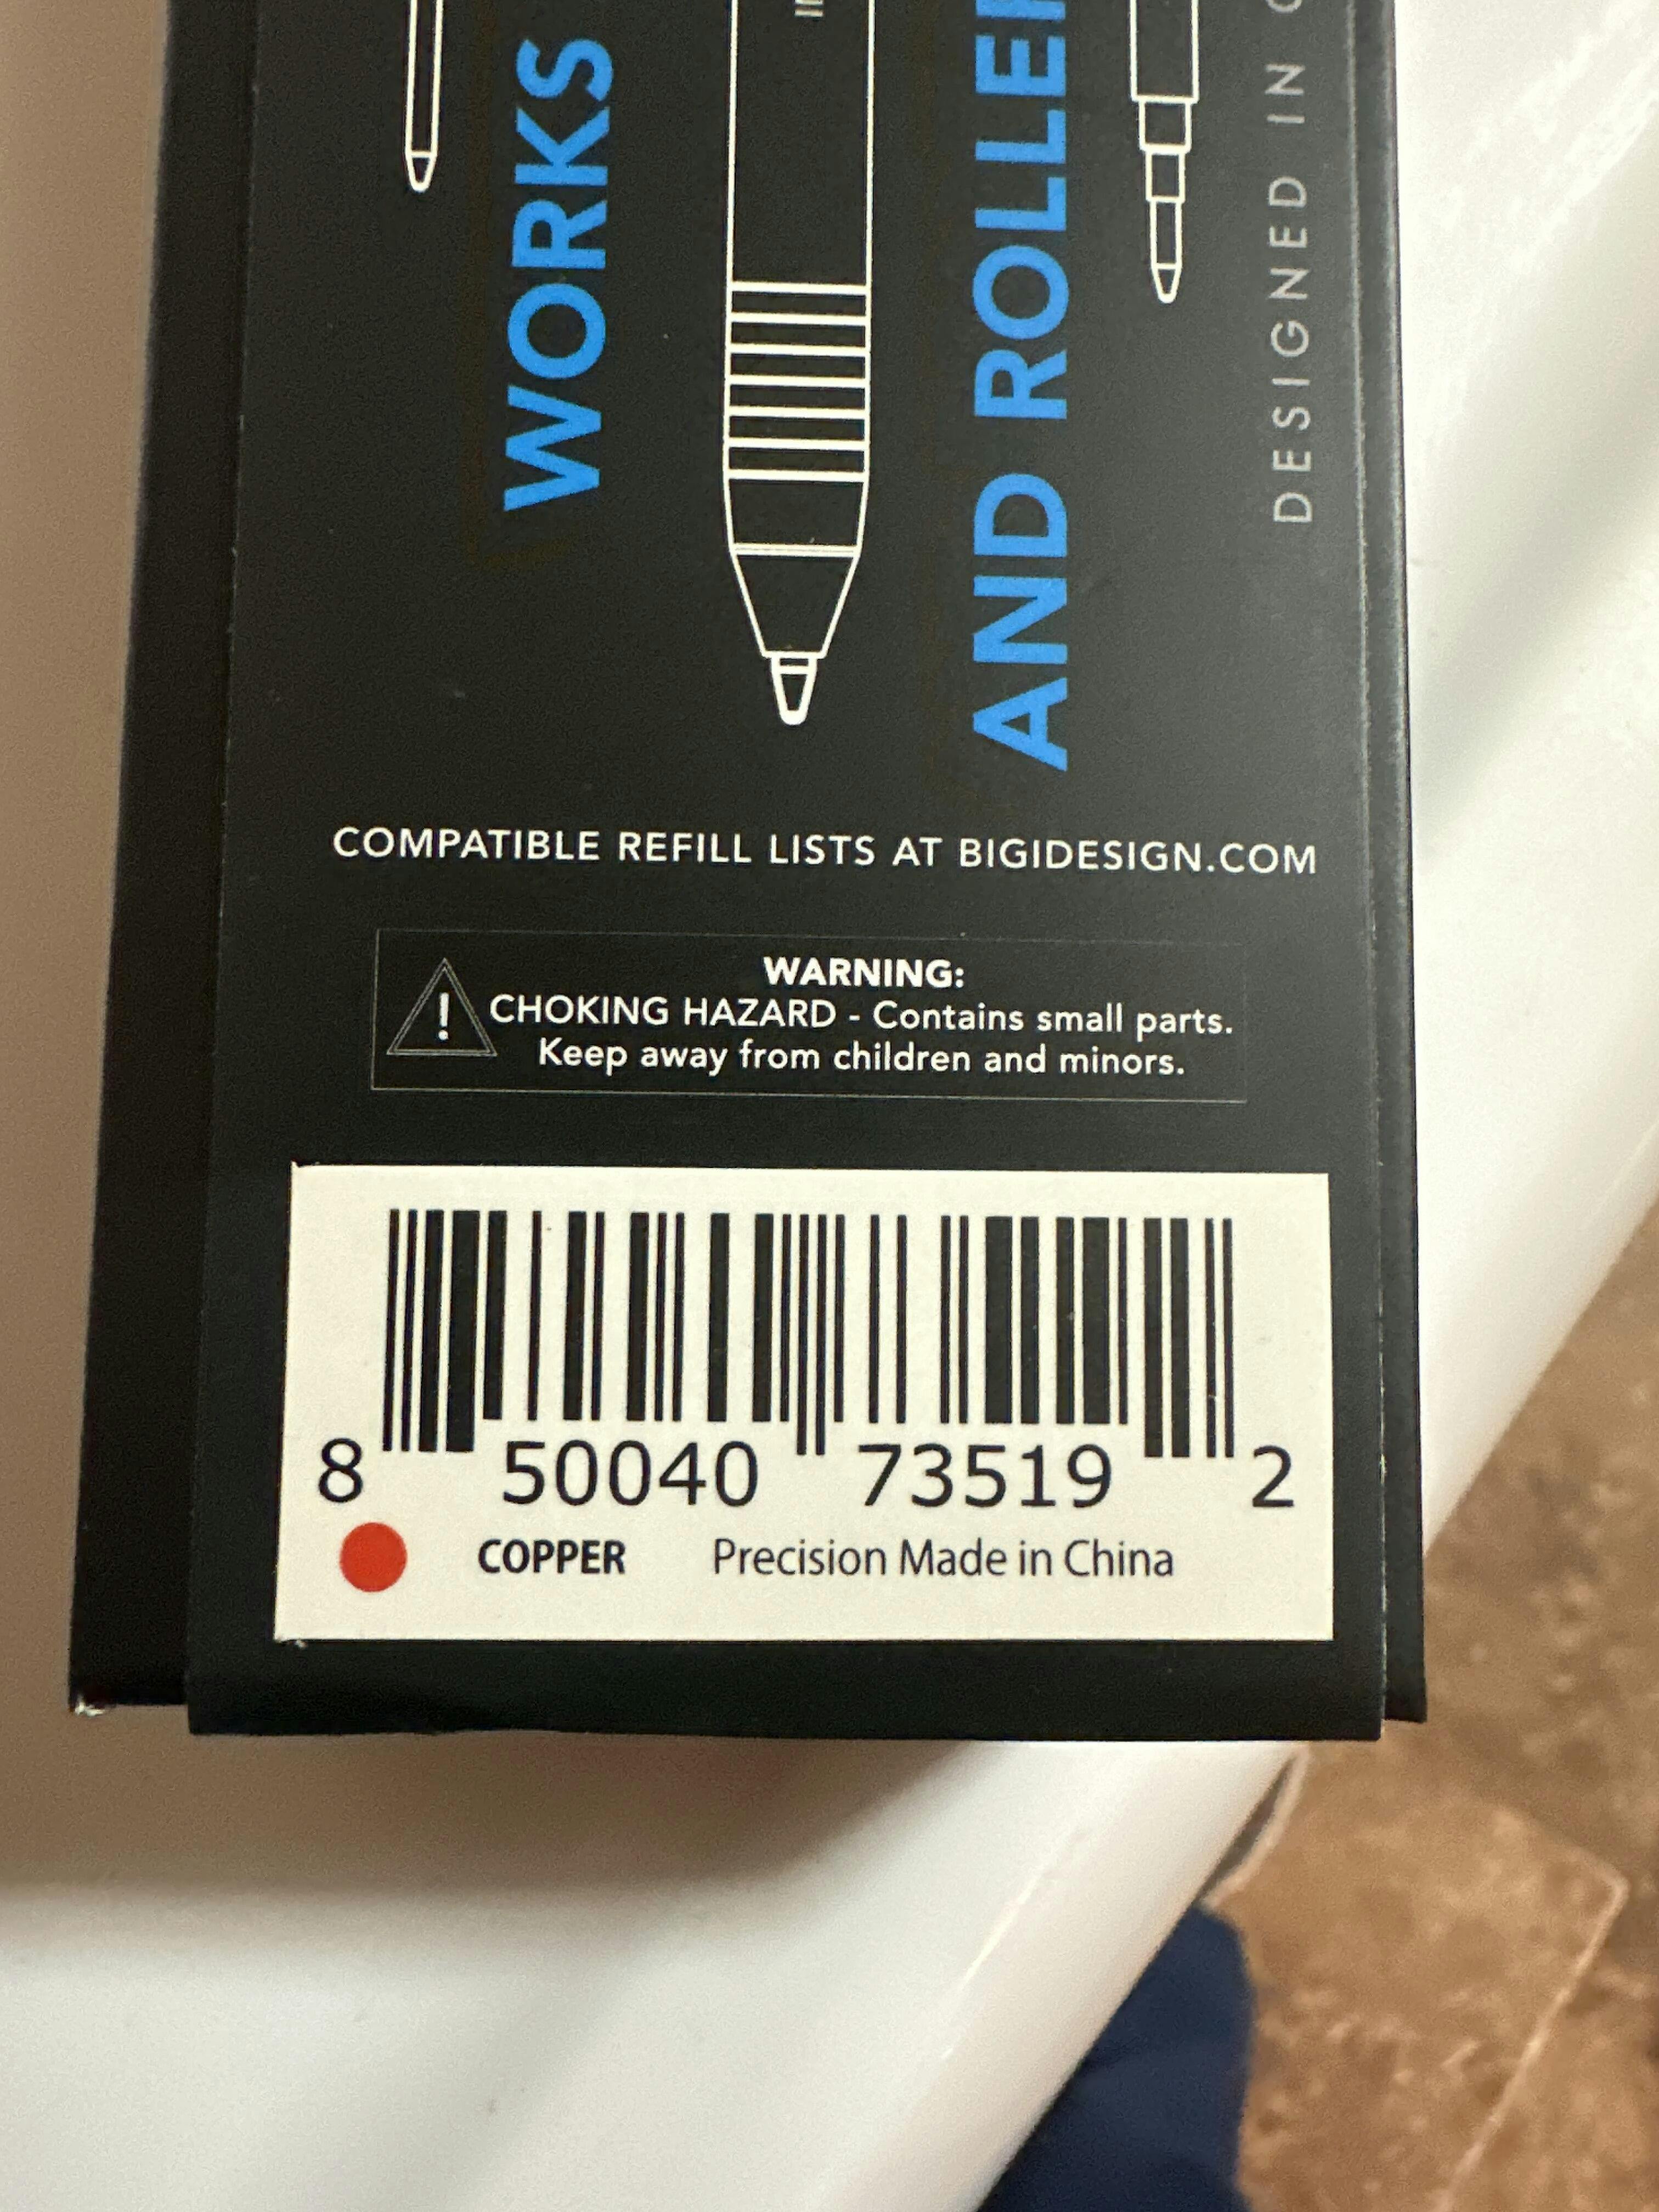 WORKS
AND
DESIGNED IN
COMPATIBLE REFILL LISTS AT BIGIDESIGN.COM
WARNING:
! CHOKING HAZARD - Contains small parts.
Keep away from children and minors.
8 50040 73519 2
COPPER Precision Made in China